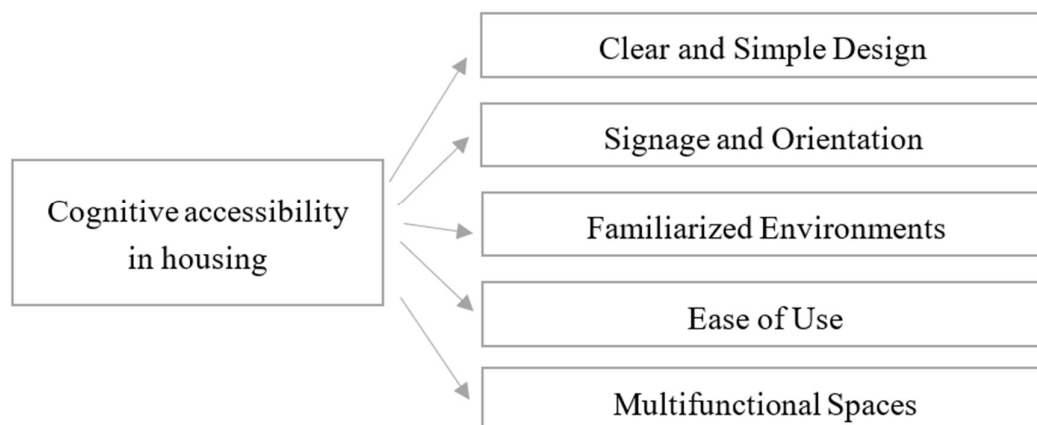 Clear and Simple Design
Signage and Orientation
Cognitive accessibility
in housing
Familiarized Environments
Ease of Use
Multifunctional Spaces